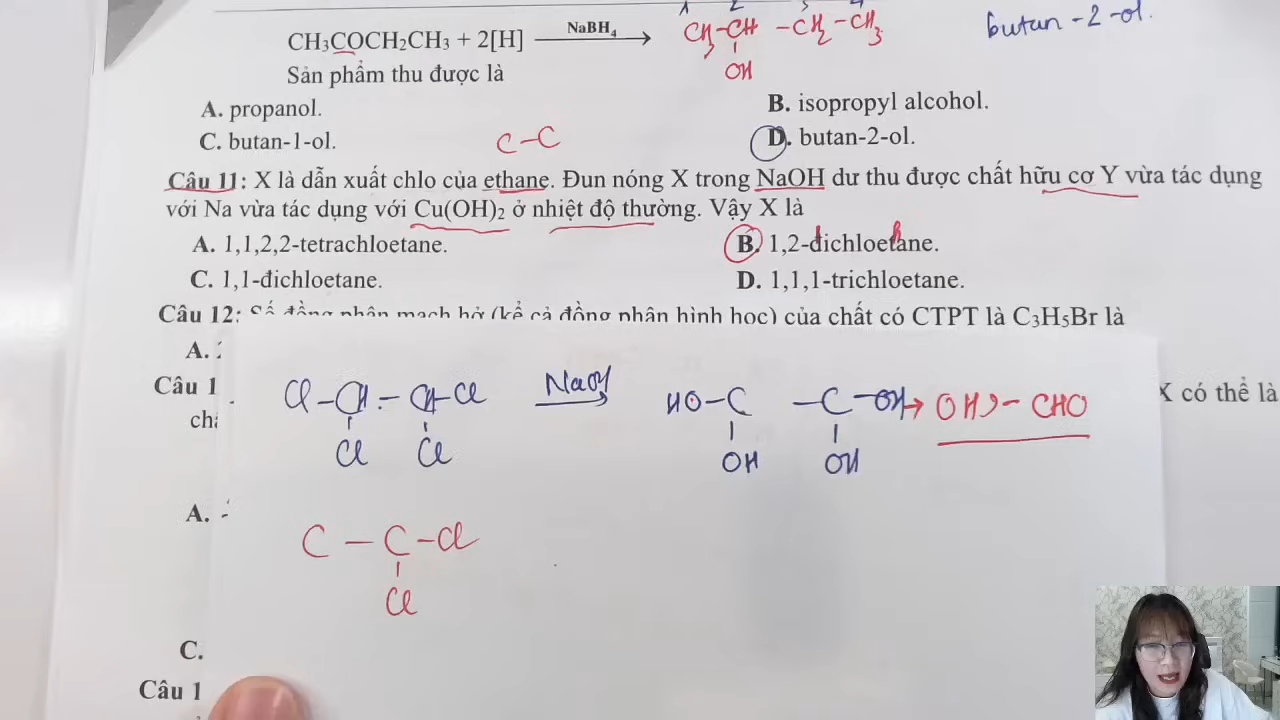 CH3COCH2CH3 + 2[H] NaBH4 CH3-CH-CH2-CH3 butan-2-ol.
OH
Sản phẩm thu được là
A. propanol. B. isopropyl alcohol.
C. butan-1-ol. C-C D. butan-2-ol.
Câu 11: X là dẫn xuất chlo của ethane. Đun nóng X trong NaOH dư thu được chất hữu cơ Y vừa tác dụng
với Na vừa tác dụng với Cu(OH)2 ở nhiệt độ thường. Vậy X là
A. 1,1,2,2-tetrachloetane. B. 1,2-đichloetane.
C. 1,1-đichloetane. D. 1,1,1-trichloetane.
Câu 12: Số đồng phân mạch hở (kể cả đồng phân hình học) của chất có CTPT là C3H5Br là
A.
Câu 1 X có thể là
Cl-CH-CH-Cl NaOH HO-C -C-OH → OHC-CHO
Cl Cl OH OH
A.
C-C-Cl
Cl
C.
Câu 1